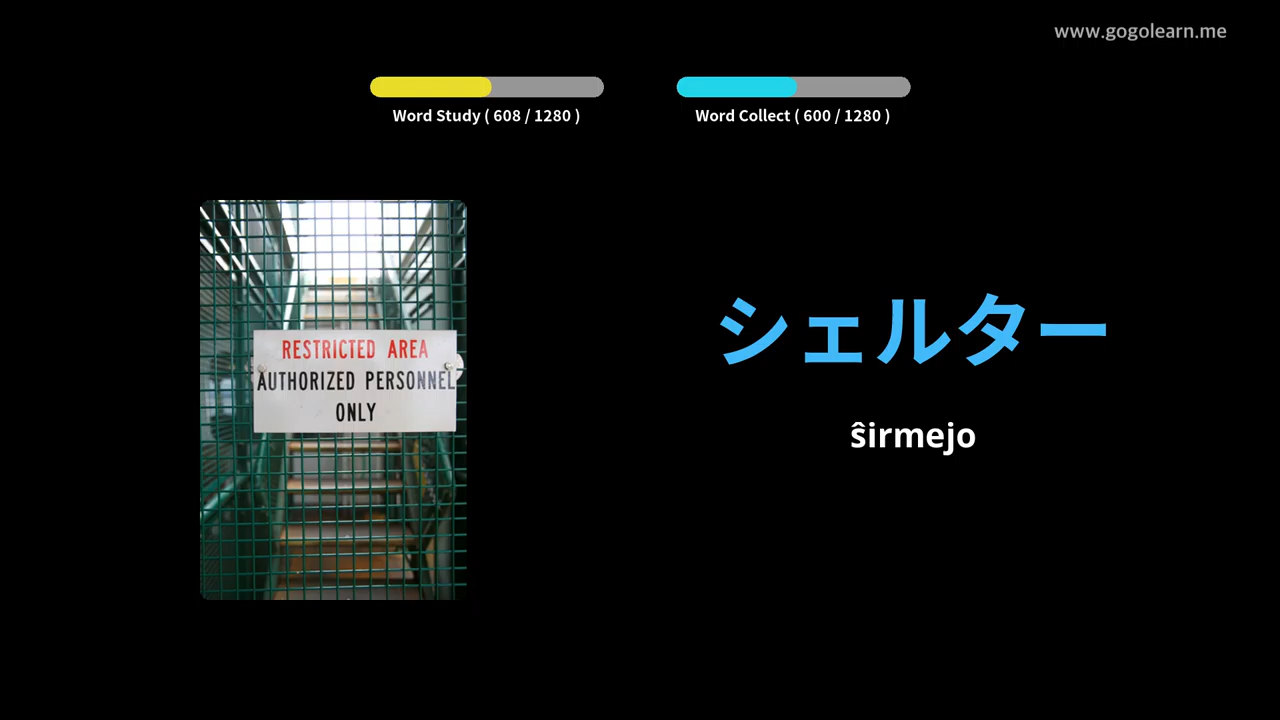 www.gogolearn.me
Word Study ( 608 / 1280 )
Word Collect ( 600 / 1280 )
RESTRICTED AREA
AUTHORIZED PERSONNEL
ONLY
シェルター
ŝirmejo